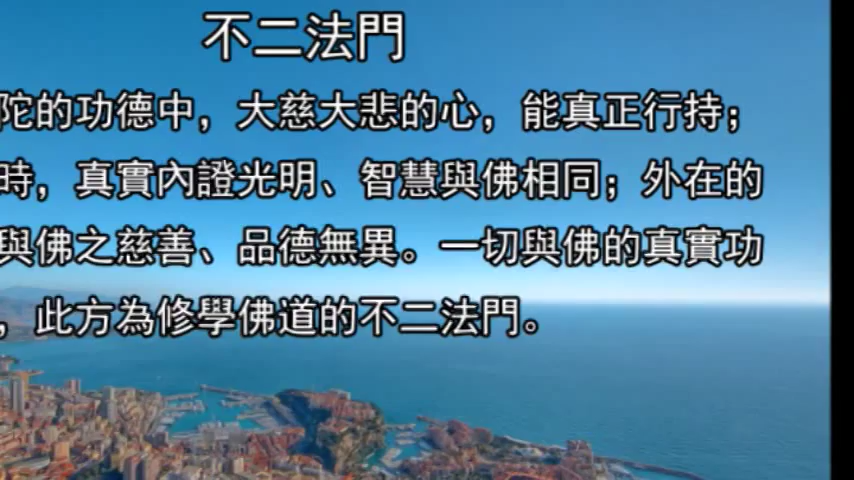 不二法門
陀的功德中，大慈大悲的心，能真正行持；
時，真實內證光明、智慧與佛相同；外在的
與佛之慈善、品德無異。一切與佛的真實功
，此方為修學佛道的不二法門。